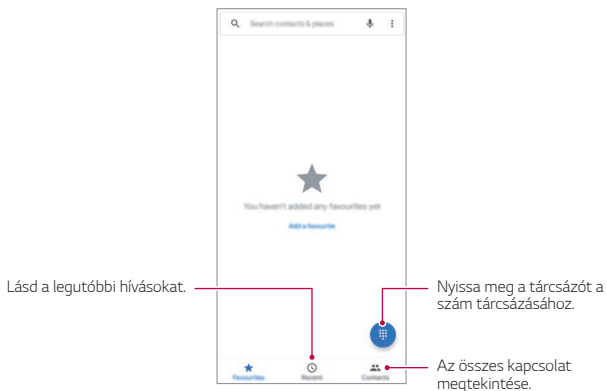 Search contacts & places
You haven't added any favourites yet
Add a favourite
Lásd a legutóbbi hívásokat.
Nyissa meg a tárcsázót a
szám tárcsázásához.
Favourites
Recent
Contacts
Az összes kapcsolat
megtekintése.